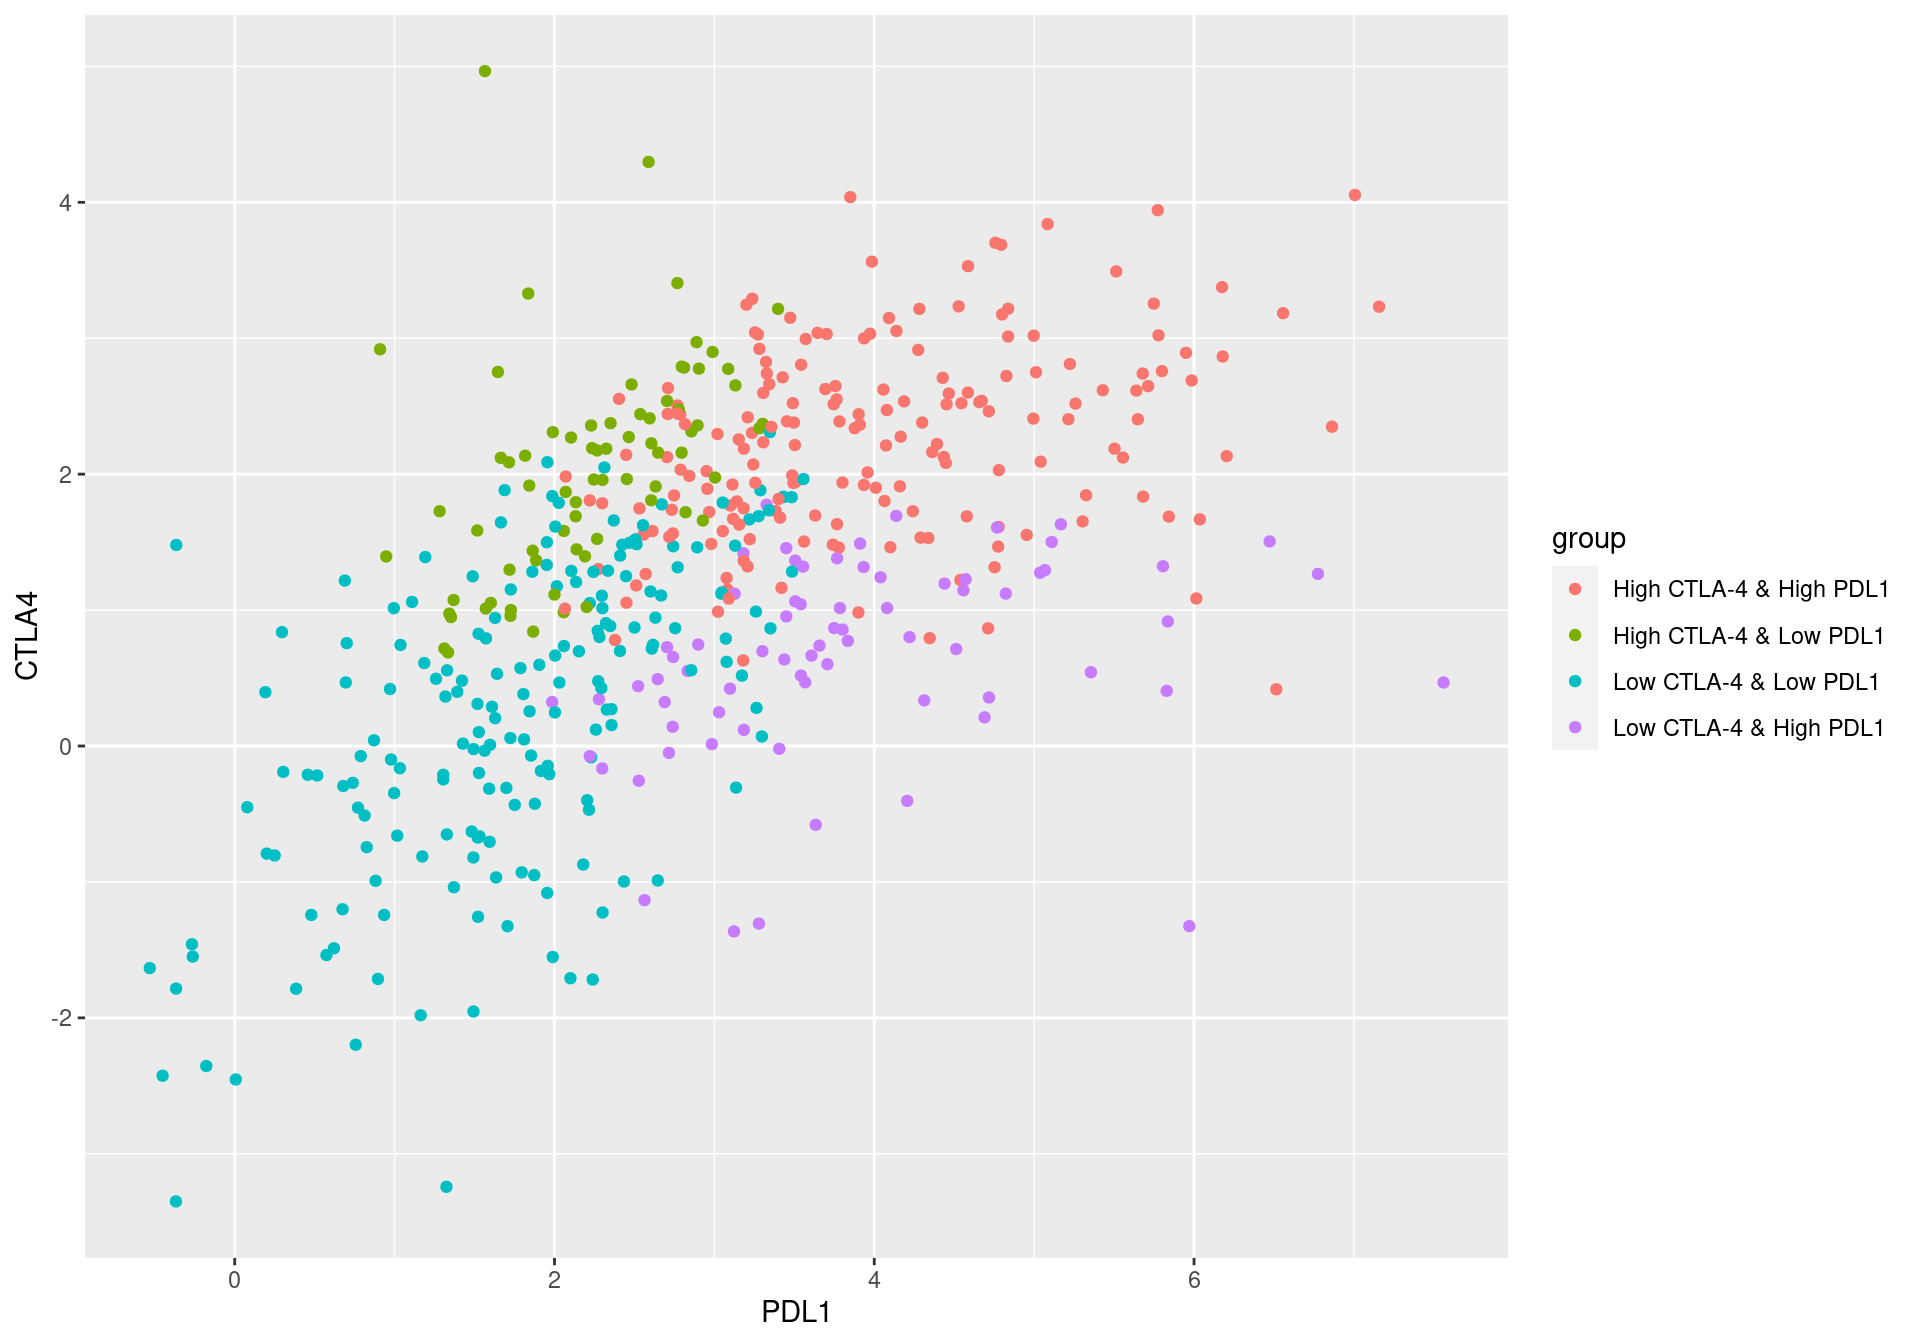 4
2
0
-2
CTLA4
0 2 4 6
PDL1
group
High CTLA-4 & High PDL1
High CTLA-4 & Low PDL1
Low CTLA-4 & Low PDL1
Low CTLA-4 & High PDL1